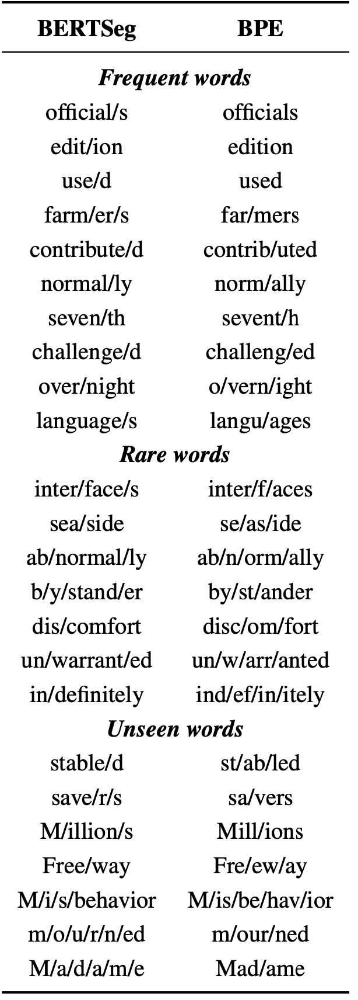 BERTSeg BPE
Frequent words
official/s officials
edit/ion edition
use/d used
farm/er/s far/mers
contribute/d contrib/uted
normal/ly norm/ally
seven/th sevent/h
challenge/d challeng/ed
over/night o/vern/ight
language/s langu/ages
Rare words
inter/face/s inter/f/aces
sea/side se/as/ide
ab/normal/ly ab/n/orm/ally
b/y/stand/er by/st/ander
dis/comfort disc/om/fort
un/warrant/ed un/w/arr/anted
in/definitely ind/ef/in/itely
Unseen words
stable/d st/ab/led
save/r/s sa/vers
M/illion/s Mill/ions
Free/way Fre/ew/ay
M/i/s/behavior M/is/be/hav/ior
m/o/u/r/n/ed m/our/ned
M/a/d/a/m/e Mad/ame